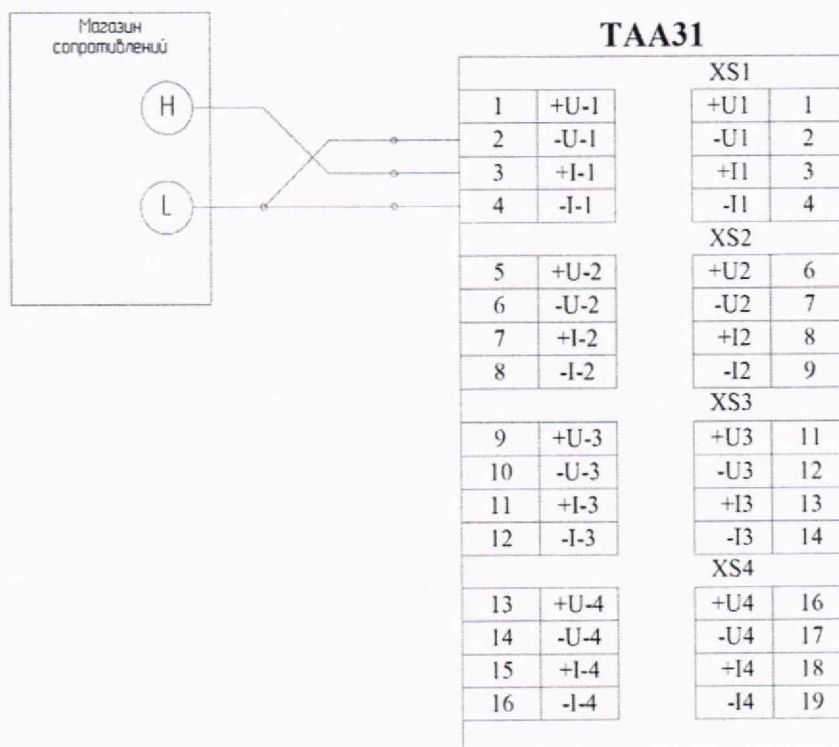 Магазин
сопротивлений
H
L
TAA31
XS1
1 +U-1 +U1 1
2 -U-1 -U1 2
3 +I-1 +I1 3
4 -I-1 -I1 4
XS2
5 +U-2 +U2 6
6 -U-2 -U2 7
7 +I-2 +I2 8
8 -I-2 -I2 9
XS3
9 +U-3 +U3 11
10 -U-3 -U3 12
11 +I-3 +I3 13
12 -I-3 -I3 14
XS4
13 +U-4 +U4 16
14 -U-4 -U4 17
15 +I-4 +I4 18
16 -I-4 -I4 19